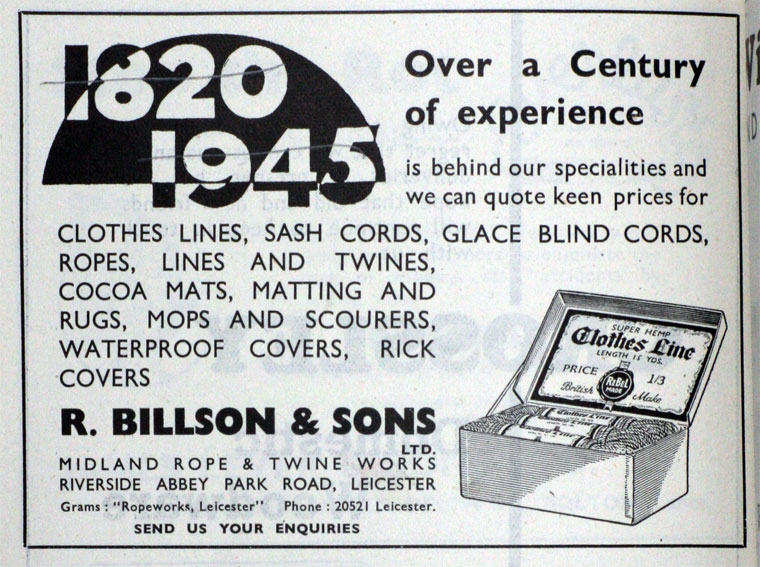 1820
1945
Over a Century
of experience
is behind our specialities and
we can quote keen prices for
CLOTHES LINES, SASH CORDS, GLACE BLIND CORDS,
ROPES, LINES AND TWINES,
COCOA MATS, MATTING AND
RUGS, MOPS AND SCOURERS,
WATERPROOF COVERS, RICK
COVERS
R. BILLSON & SONS
LTD.
MIDLAND ROPE & TWINE WORKS
RIVERSIDE ABBEY PARK ROAD, LEICESTER
Grams : "Ropeworks, Leicester" Phone : 20521 Leicester.
SEND US YOUR ENQUIRIES
SUPER HEMP
Clothes Line
LENGTH 15 YDS.
PRICE 1/3
REBEL
MADE
British Make
Clothes Line